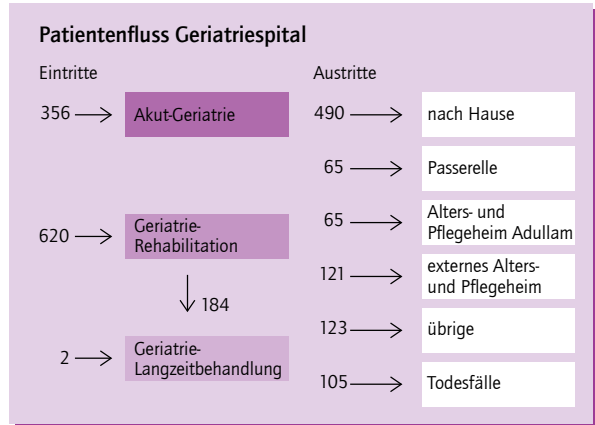 Patientenfluss Geriatriespital
Eintritte
356
Akut-Geriatrie
620
Geriatrie-
Rehabilitation
184
2
Geriatrie-
Langzeitbehandlung
Austritte
490
nach Hause
65
Passerelle
65
Alters- und
Pflegeheim Adullam
121
externes Alters-
und Pflegeheim
123
übrige
105
Todesfälle